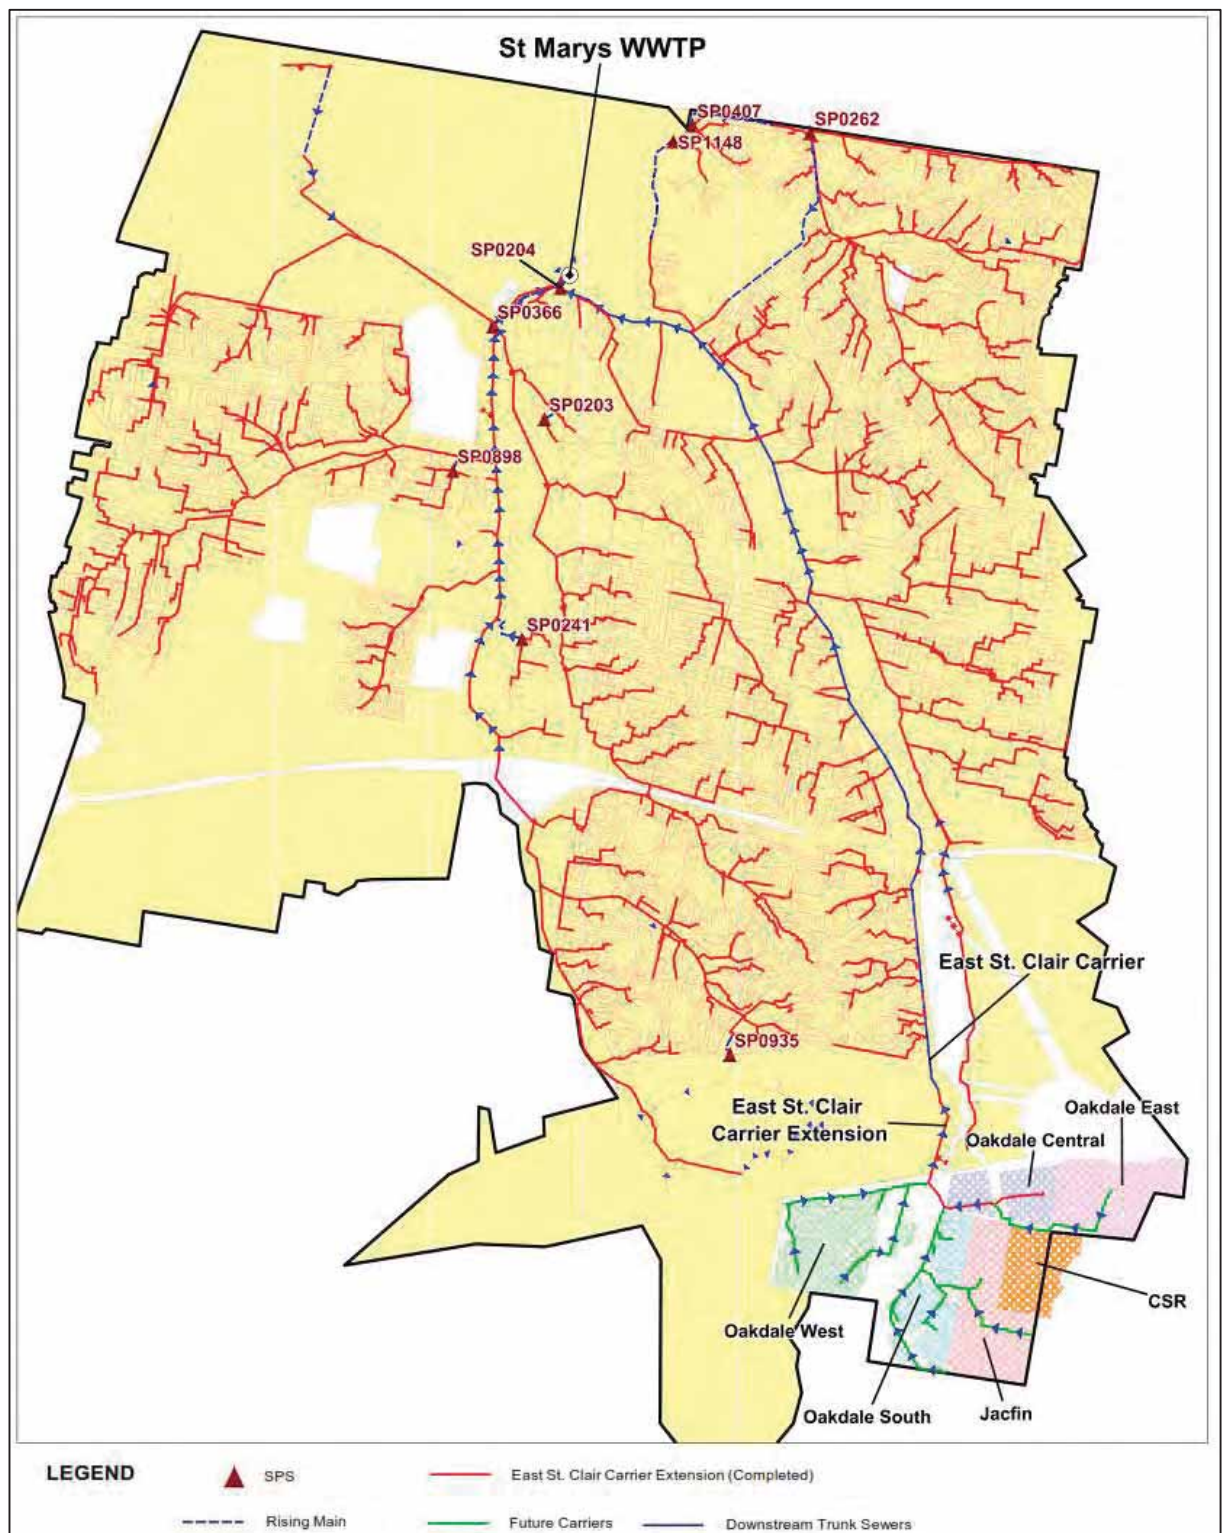 St Marys WWTP
SP0407
SP0262
SP1148
SP0204
SP0366
SP0203
SP0898
SP0241
East St. Clair Carrier
SP0935
East St. Clair
Carrier Extension
Oakdale East
Oakdale Central
CSR
Oakdale West
Oakdale South
Jacfin
LEGEND
SPS
East St. Clair Carrier Extension (Completed)
Rising Main
Future Carriers
Downstream Trunk Sewers